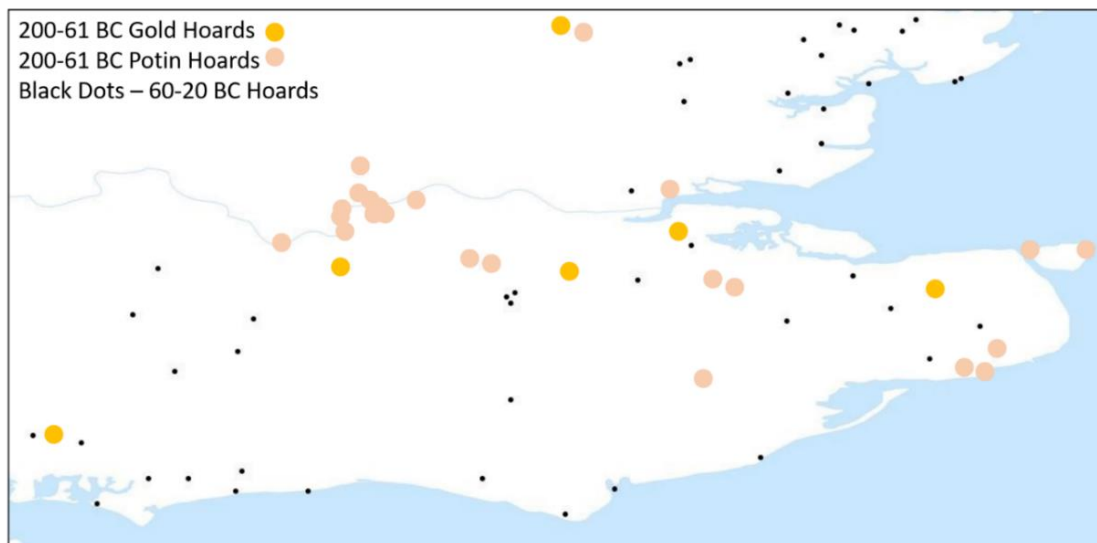 200-61 BC Gold Hoards
200-61 BC Potin Hoards
Black Dots – 60-20 BC Hoards